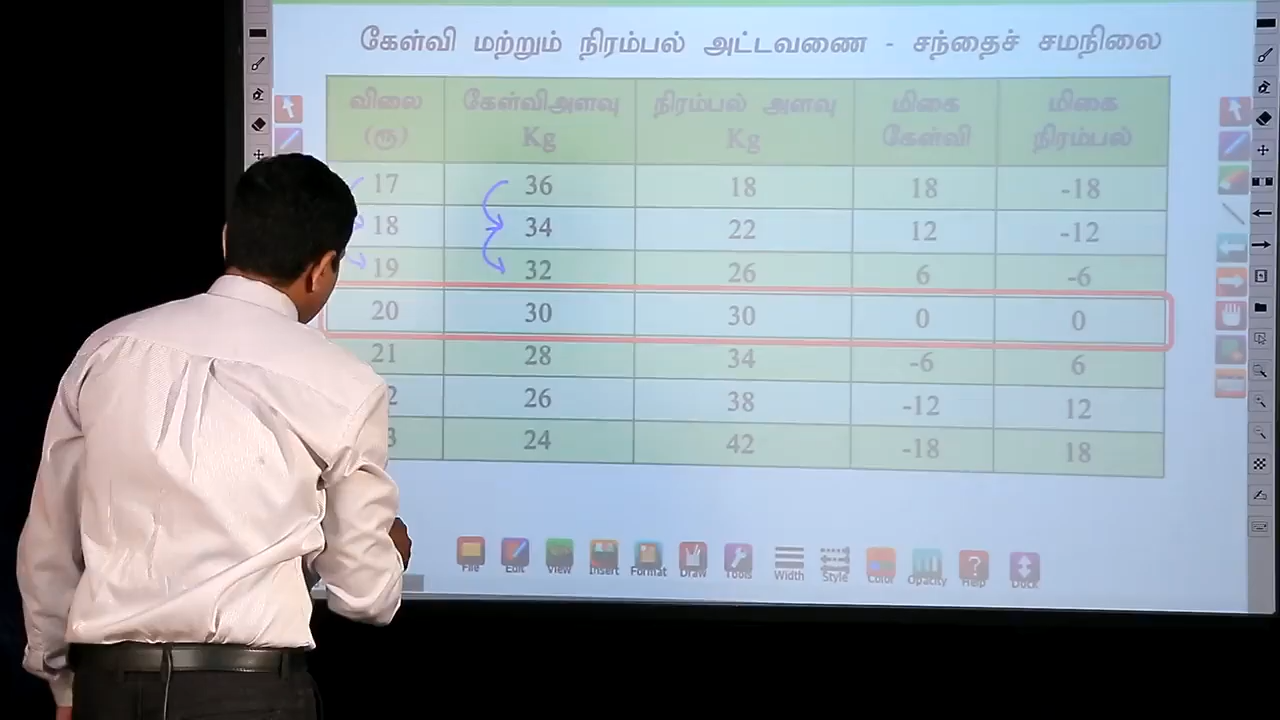 கேள்வி மற்றும் நிரம்பல் அட்டவணை - சந்தைச் சமநிலை
விலை (ரூ) கேள்விஅளவு Kg நிரம்பல் அளவு Kg மிகை கேள்வி மிகை நிரம்பல்
17 36 18 18 -18
18 34 22 12 -12
19 32 26 6 -6
20 30 30 0 0
21 28 34 -6 6
2 26 38 -12 12
3 24 42 -18 18
File Edit View Insert Format Draw Tools Width Style Color Opacity Help Dock